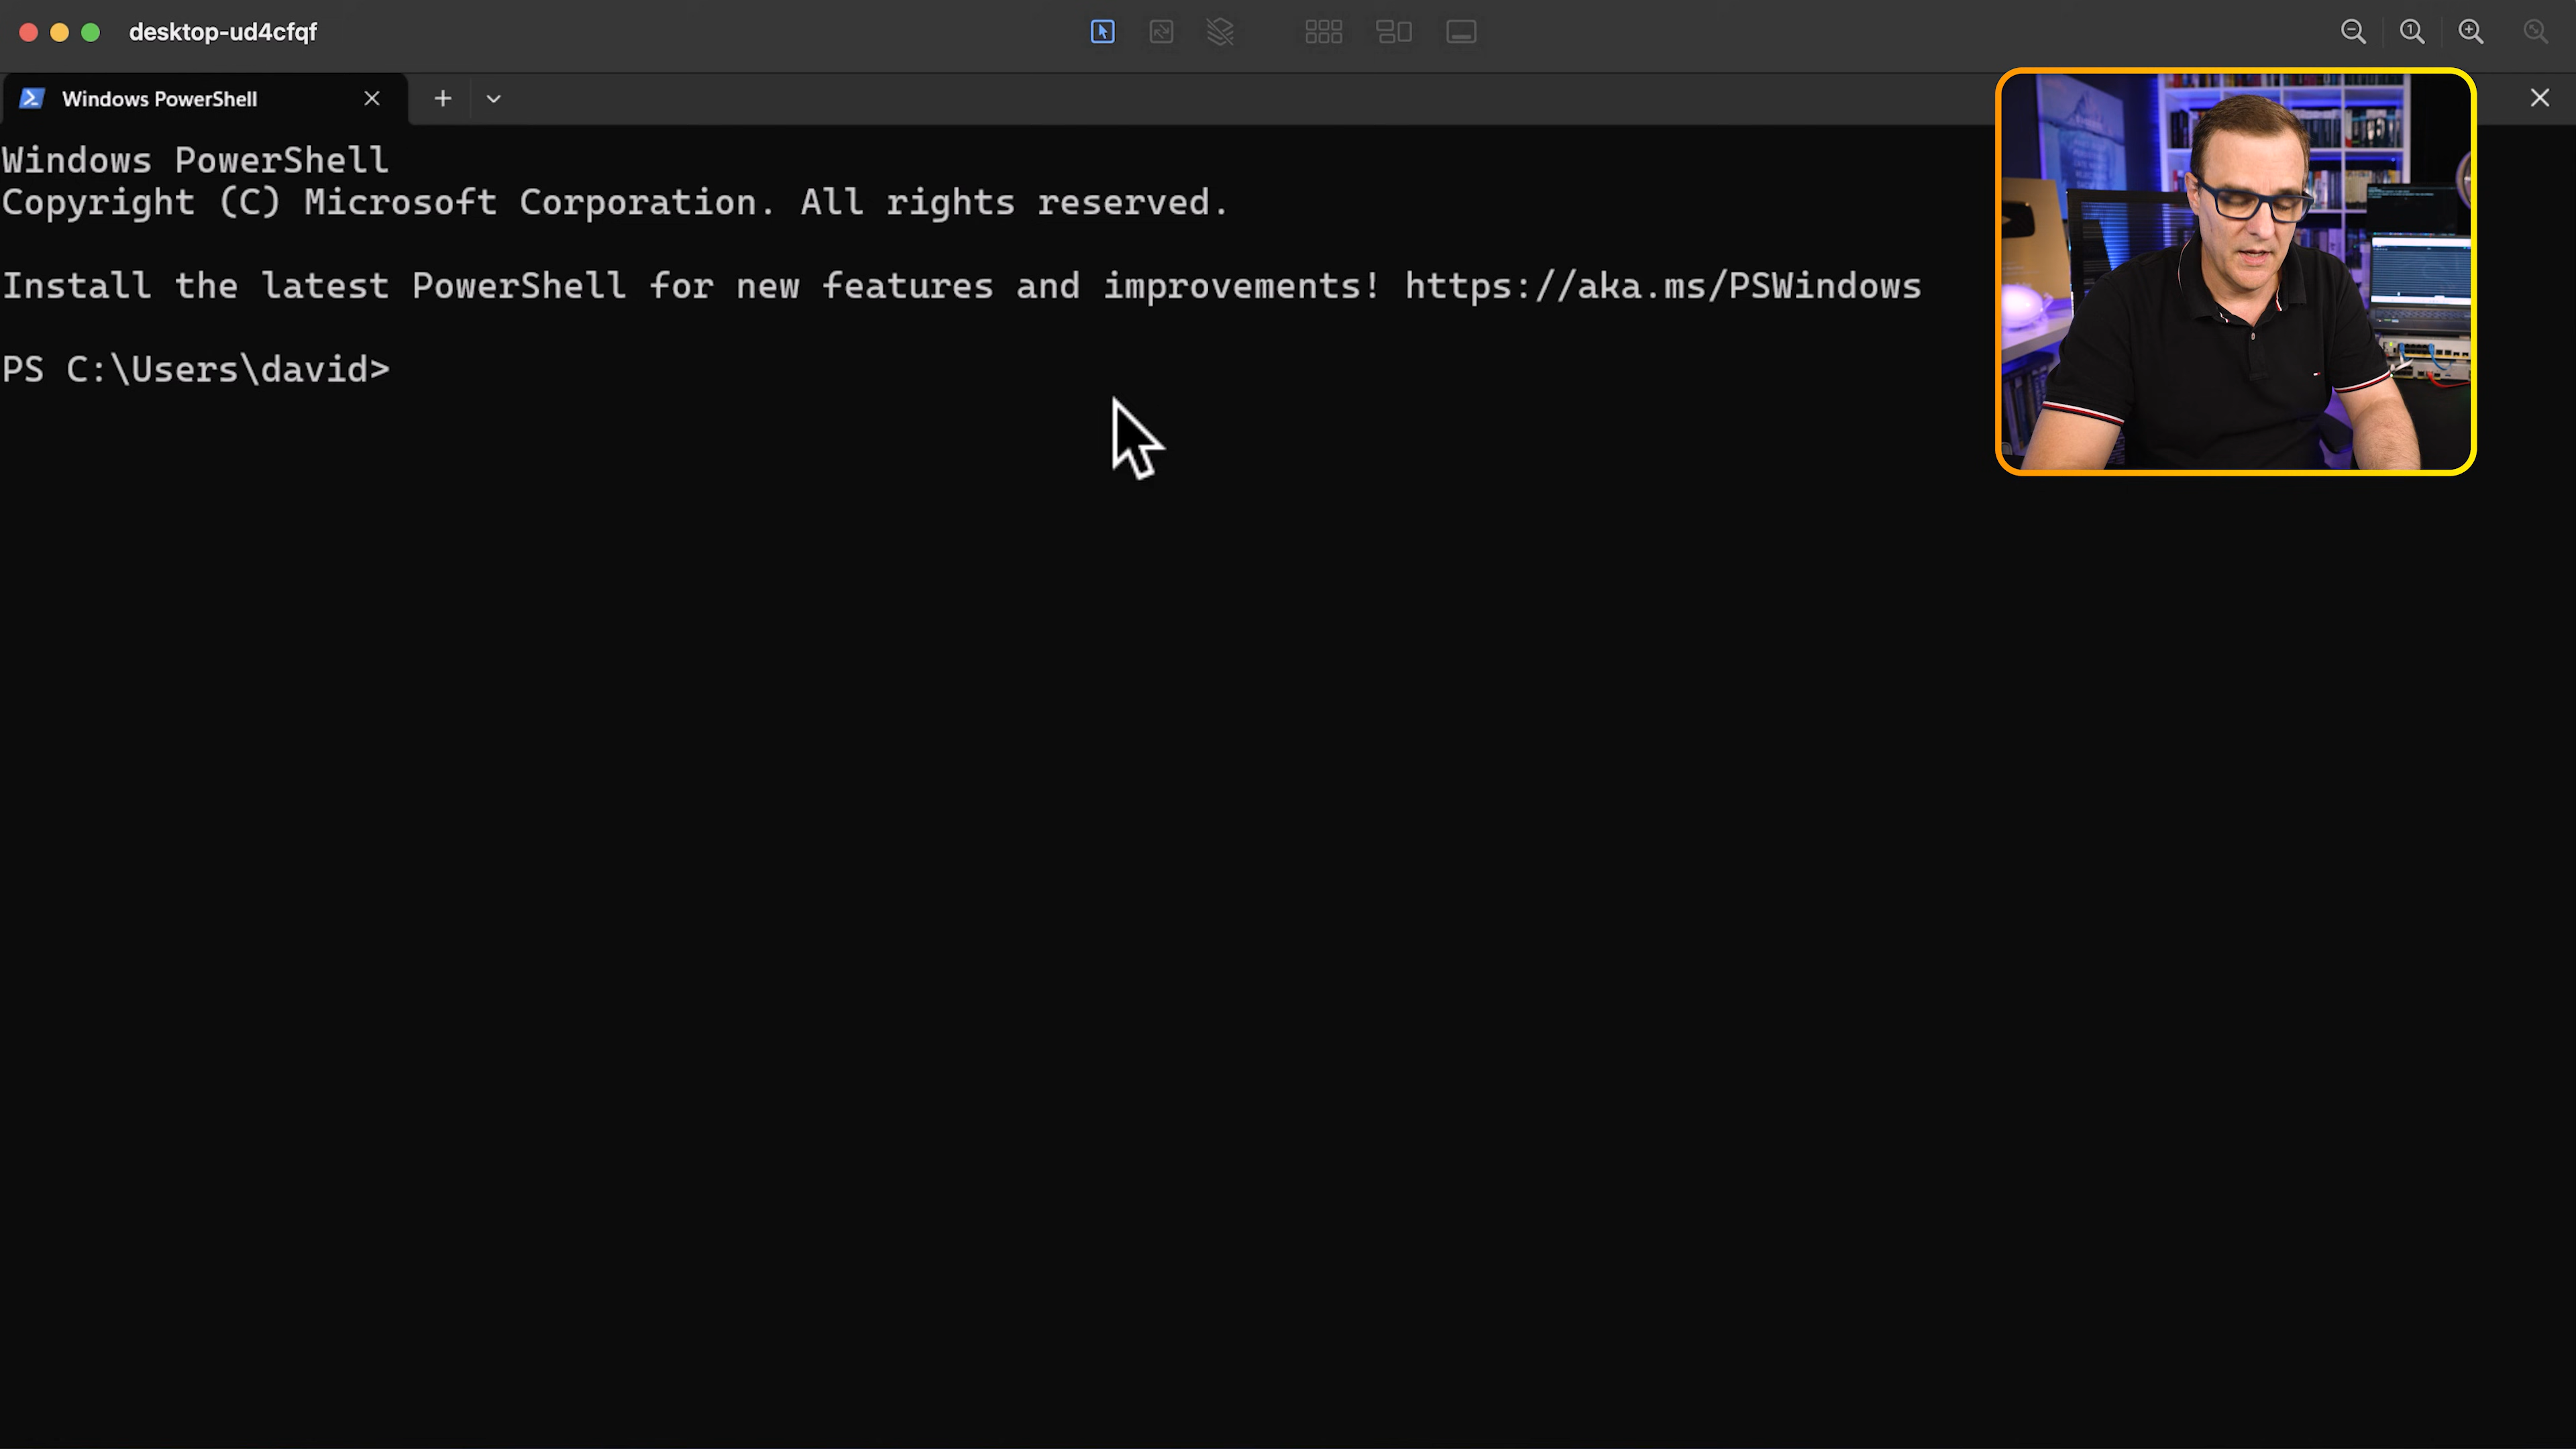 desktop-ud4cfqf
Windows PowerShell
Windows PowerShell
Copyright (C) Microsoft Corporation. All rights reserved.
Install the latest PowerShell for new features and improvements! https://aka.ms/PSWindows
PS C:\Users\david>